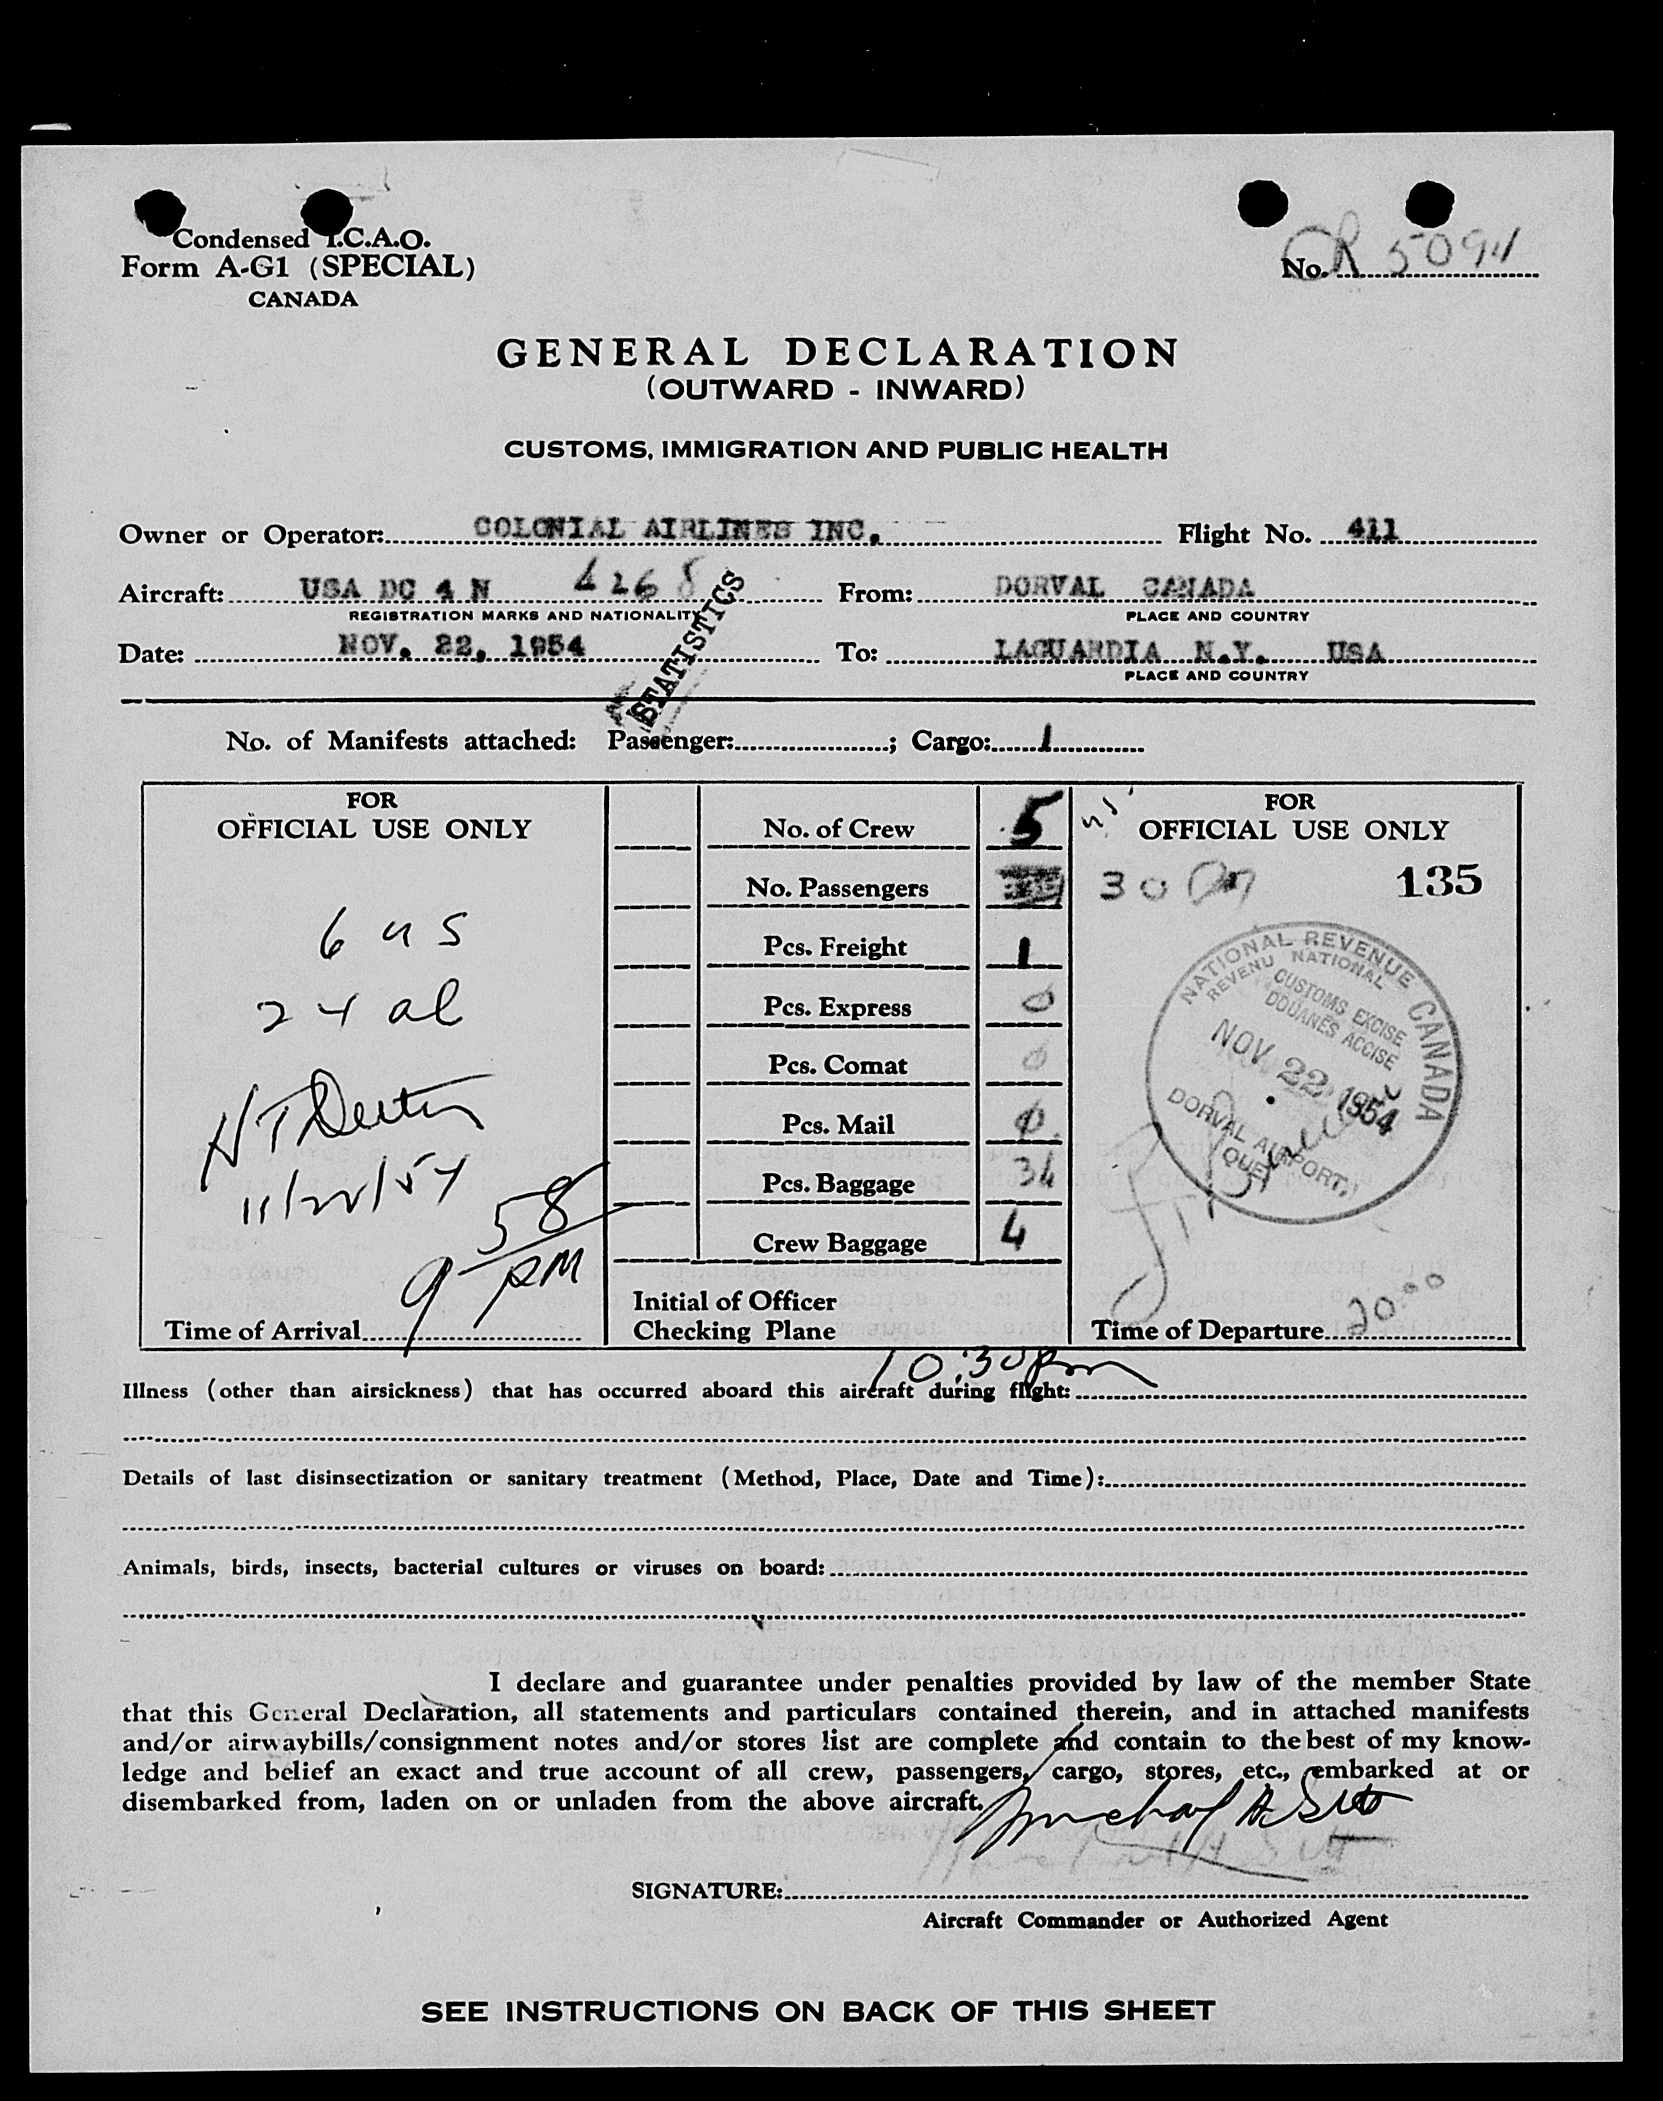 Condensed I.C.A.O.
Form A-G1 (SPECIAL)
CANADA
No. CR 5094
GENERAL DECLARATION
(OUTWARD - INWARD)
CUSTOMS, IMMIGRATION AND PUBLIC HEALTH
Owner or Operator: COLONIAL AIRLINES INC. Flight No. 411
Aircraft: USA DC 4 N 4268 From: DORVAL CANADA
REGISTRATION MARKS AND NATIONALITY PLACE AND COUNTRY
STATISTICS
Date: NOV. 22, 1954 To: LAGUARDIA N.Y. USA
PLACE AND COUNTRY
No. of Manifests attached: Passenger: ; Cargo: 1
FOR
OFFICIAL USE ONLY
6 us
24 al
11/22/54
9 58 PM
Time of Arrival
No. of Crew 5
No. Passengers
Pcs. Freight 1
Pcs. Express 0
Pcs. Comat 0
Pcs. Mail 0
Pcs. Baggage 34
Crew Baggage 4
Initial of Officer
Checking Plane
10:30 pm
FOR
OFFICIAL USE ONLY
30
135
NATIONAL REVENUE CANADA
REVENU NATIONAL
CUSTOMS EXCISE
DOUANES ACCISE
NOV 22 1954
DORVAL AIRPORT,
QUE.
Time of Departure 20:00
Illness (other than airsickness) that has occurred aboard this aircraft during flight:
Details of last disinsectization or sanitary treatment (Method, Place, Date and Time):
Animals, birds, insects, bacterial cultures or viruses on board:
I declare and guarantee under penalties provided by law of the member State
that this General Declaration, all statements and particulars contained therein, and in attached manifests
and/or airwaybills/consignment notes and/or stores list are complete and contain to the best of my know-
ledge and belief an exact and true account of all crew, passengers, cargo, stores, etc., embarked at or
disembarked from, laden on or unladen from the above aircraft.
SIGNATURE:
Aircraft Commander or Authorized Agent
SEE INSTRUCTIONS ON BACK OF THIS SHEET